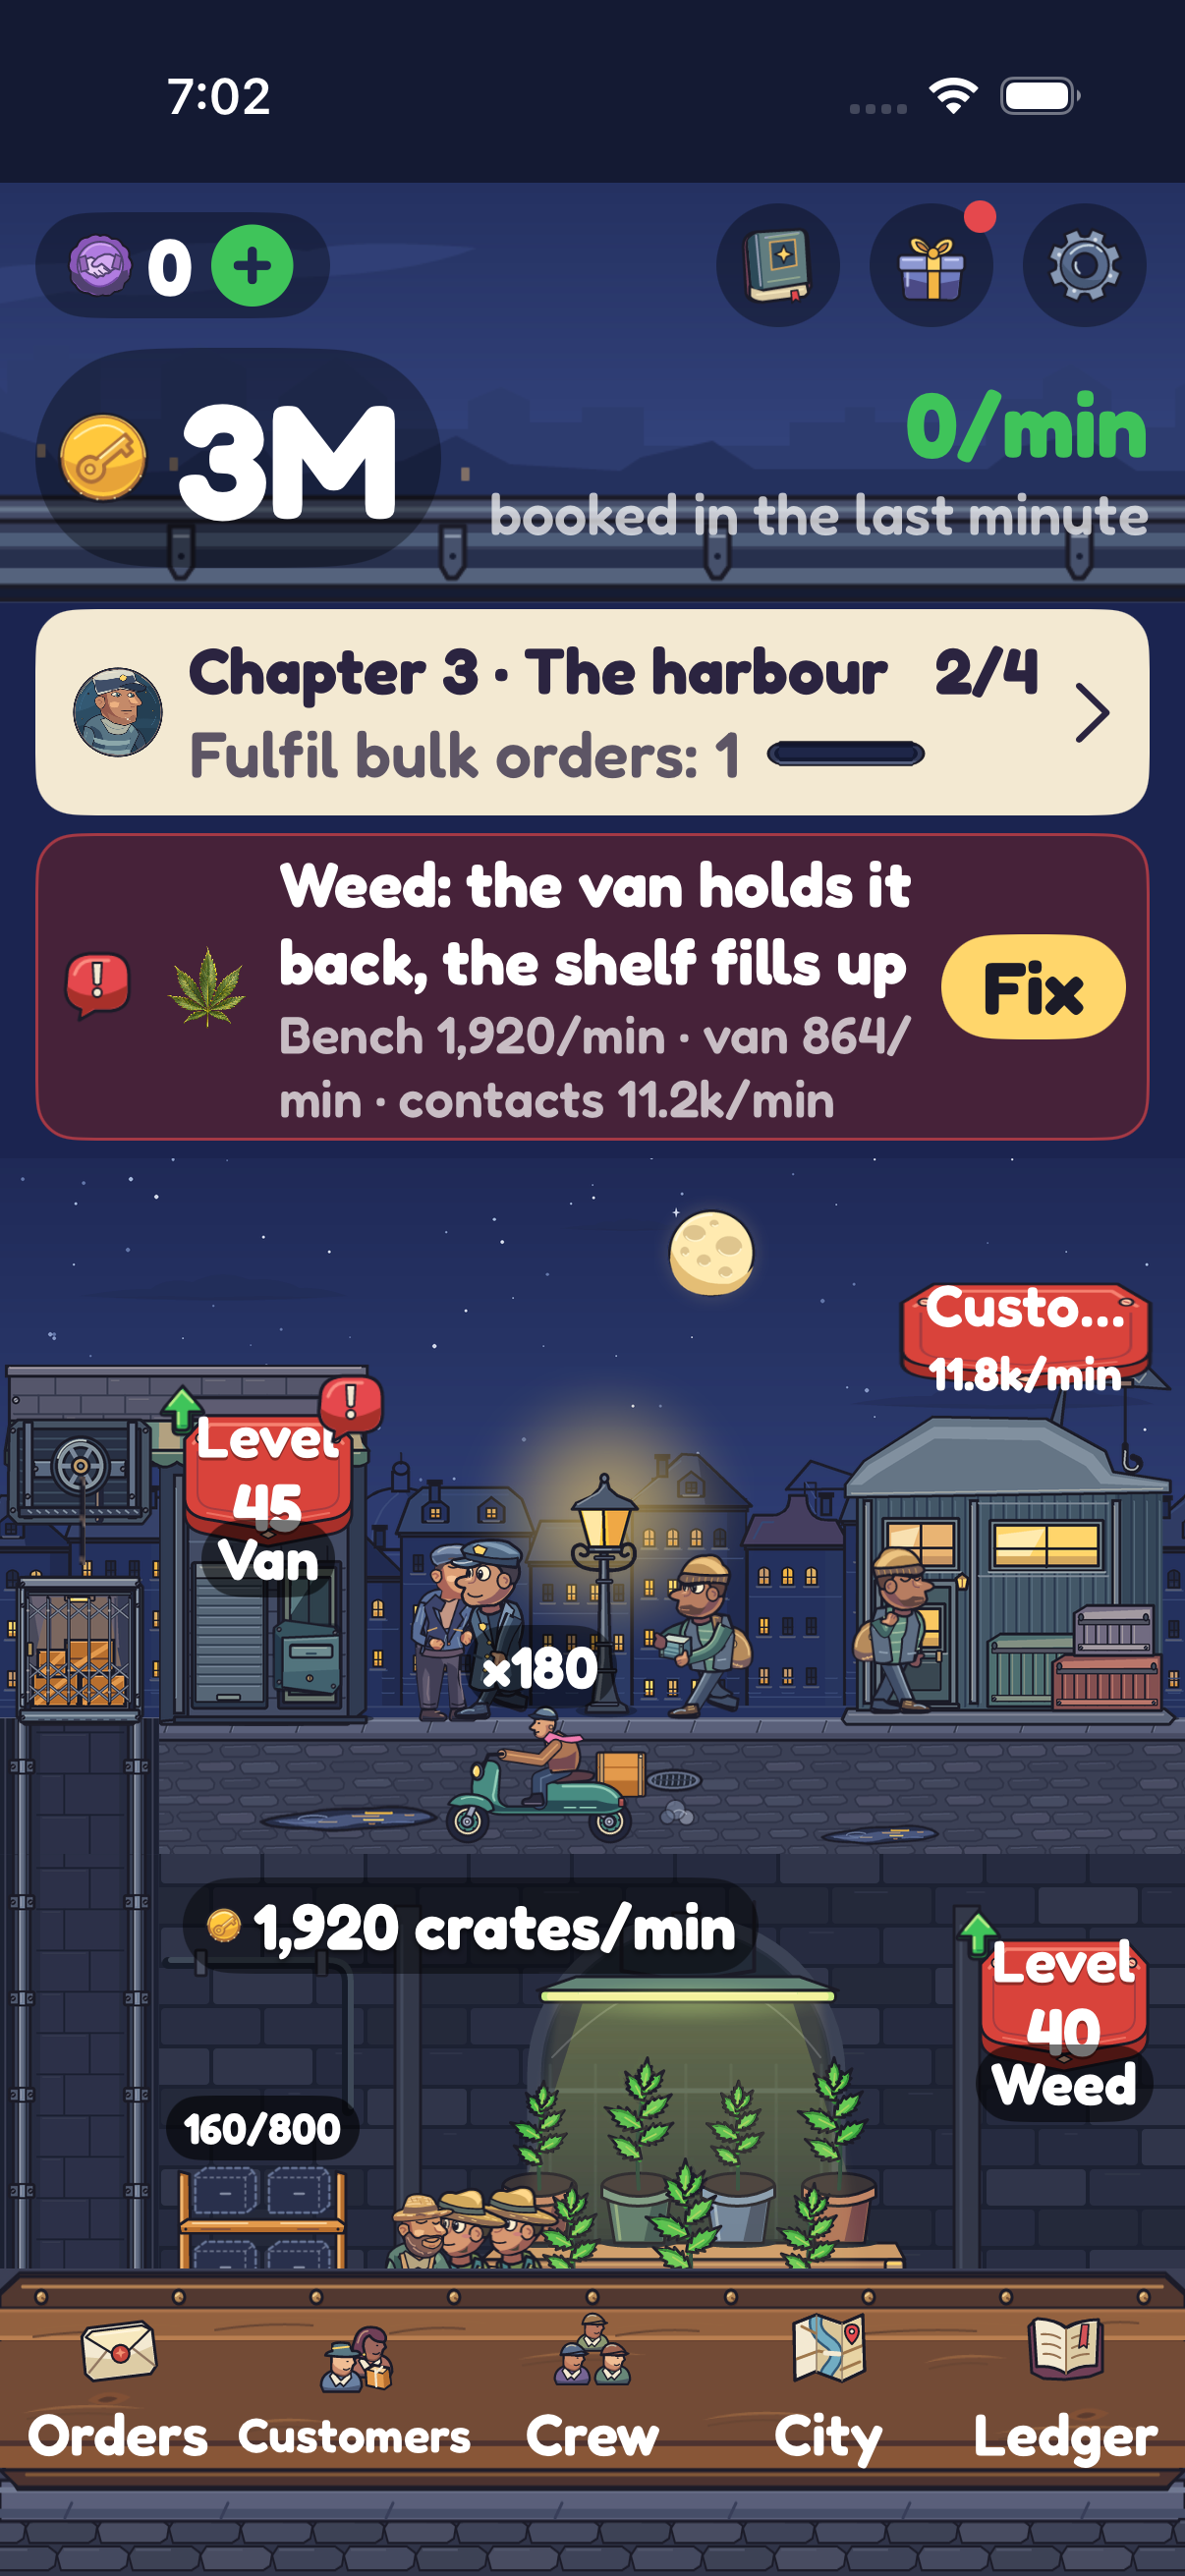 7:02
0
3M
0/min
booked in the last minute
Chapter 3 · The harbour 2/4
Fulfil bulk orders: 1
Weed: the van holds it
back, the shelf fills up
Bench 1,920/min · van 864/
min · contacts 11.2k/min
Fix
Custo...
11.8k/min
Level
45
Van
x180
1,920 crates/min
Level
40
Weed
160/800
Orders Customers Crew City Ledger